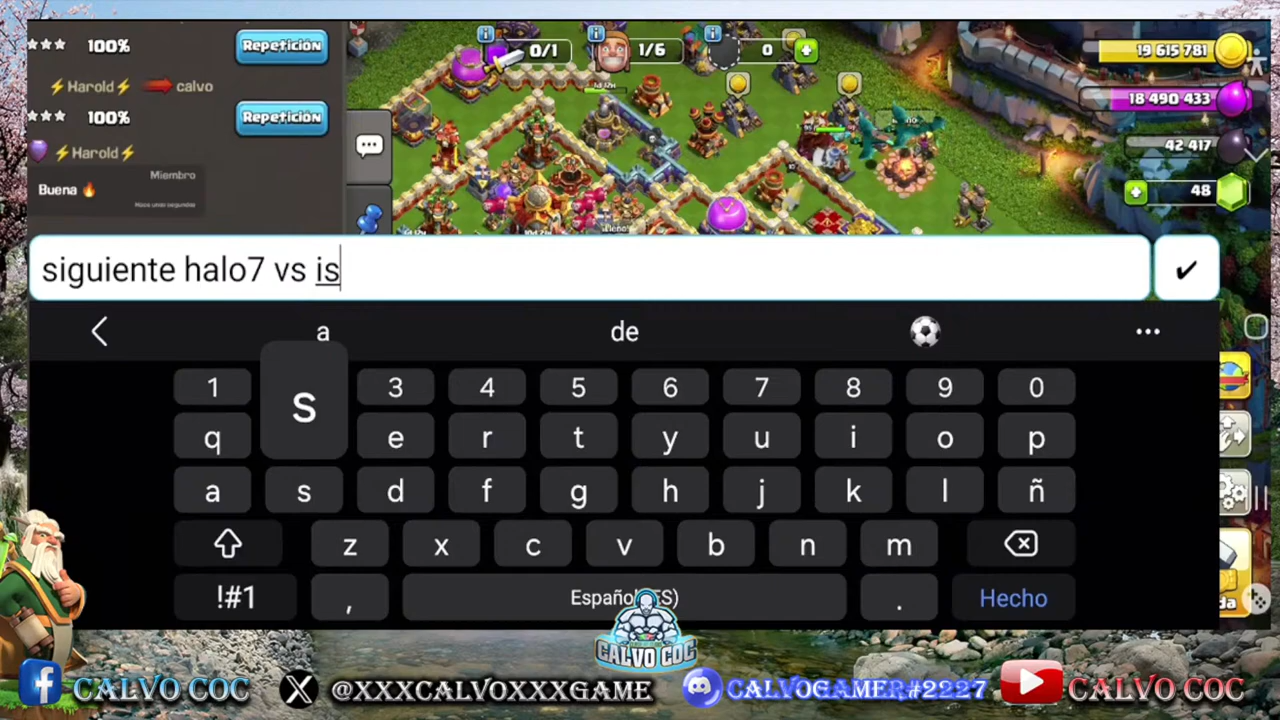 100%
Repetición
0/1
1/6
0
19 615 781
⚡Harold⚡ calvo
18 490 433
100%
Repetición
42 417
⚡Harold⚡
Miembro
Buena 🔥
48
siguiente halo7 vs is
✔
a de ⚽ •••
1 s 3 4 5 6 7 8 9 0
q e r t y u i o p
a s d f g h j k l ñ
z x c v b n m
!#1 , . Hecho
CALVO COC
CALVO COC
@XXXCALVOXXXGAME
CALVOGAMER#2227
CALVO COC